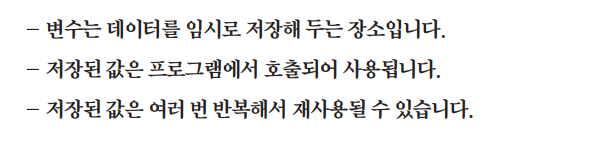 – 변수는 데이터를 임시로 저장해 두는 장소입니다.
– 저장된 값은 프로그램에서 호출되어 사용됩니다.
– 저장된 값은 여러 번 반복해서 재사용될 수 있습니다.